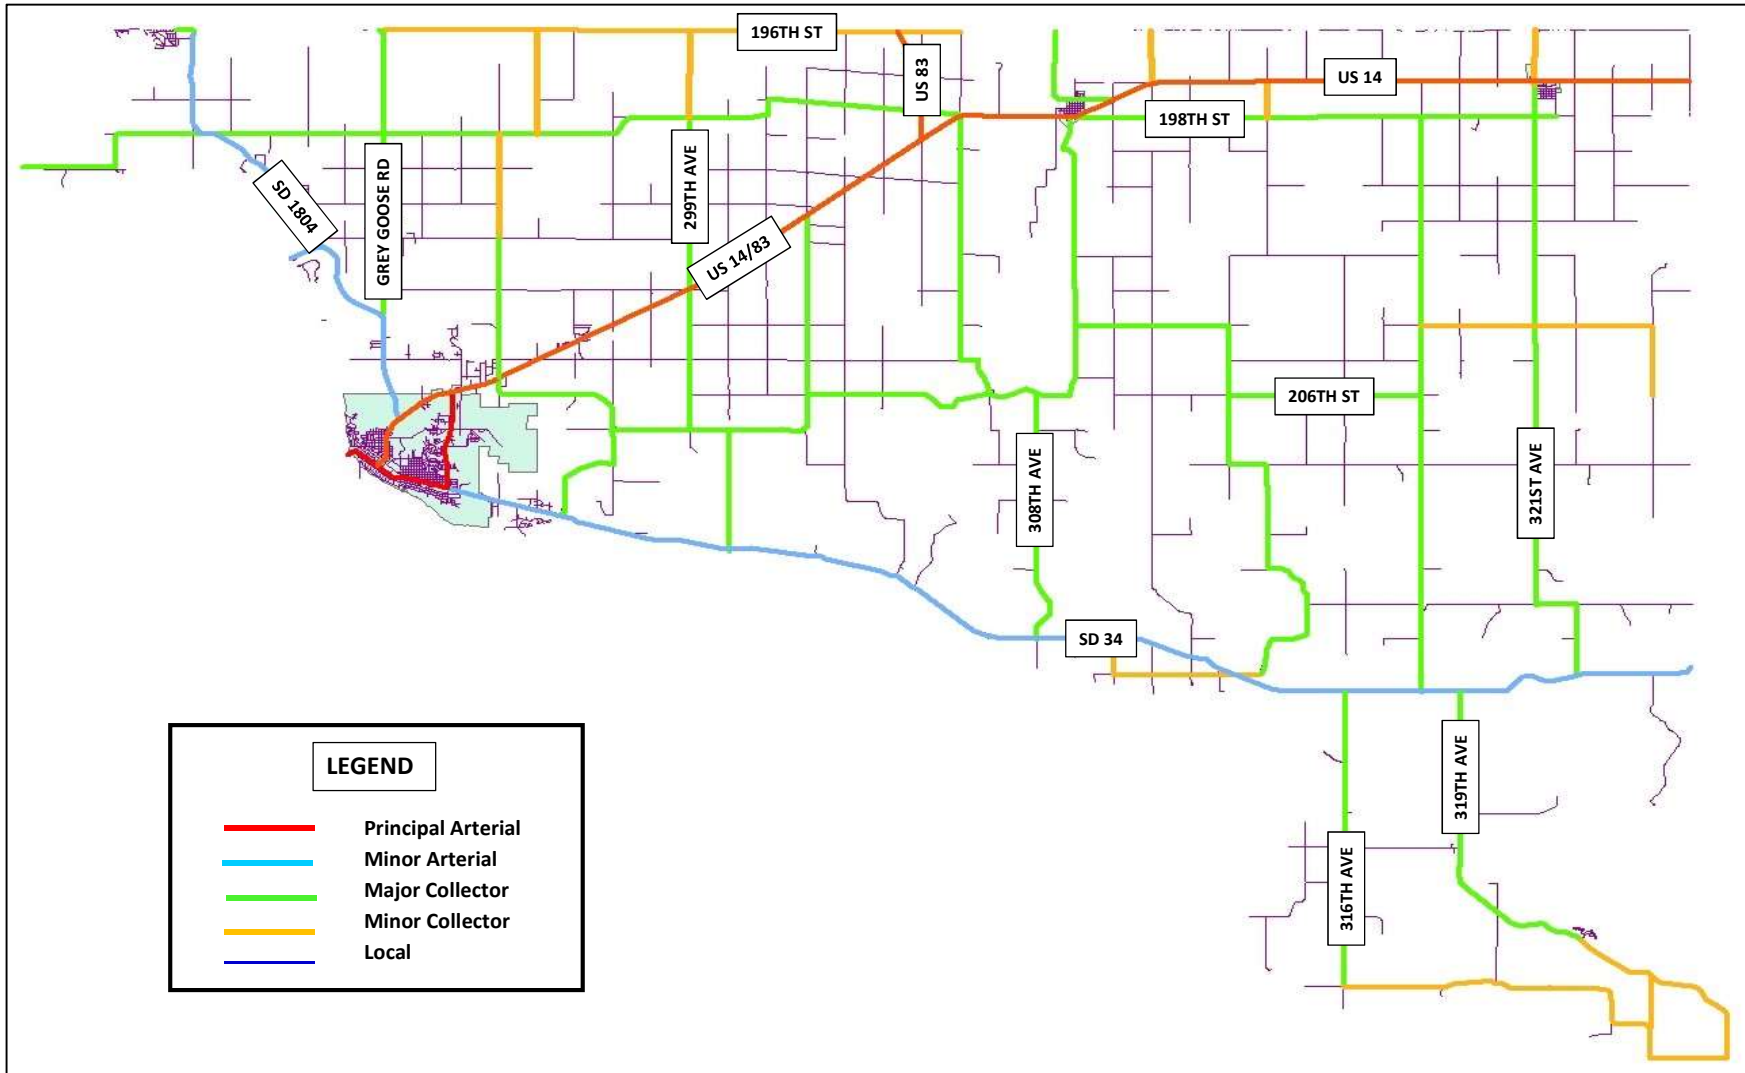 196TH ST
US 83
US 14
198TH ST
SD 1804
GREY GOOSE RD
299TH AVE
US 14/83
206TH ST
308TH AVE
321ST AVE
SD 34
319TH AVE
316TH AVE
LEGEND
Principal Arterial
Minor Arterial
Major Collector
Minor Collector
Local